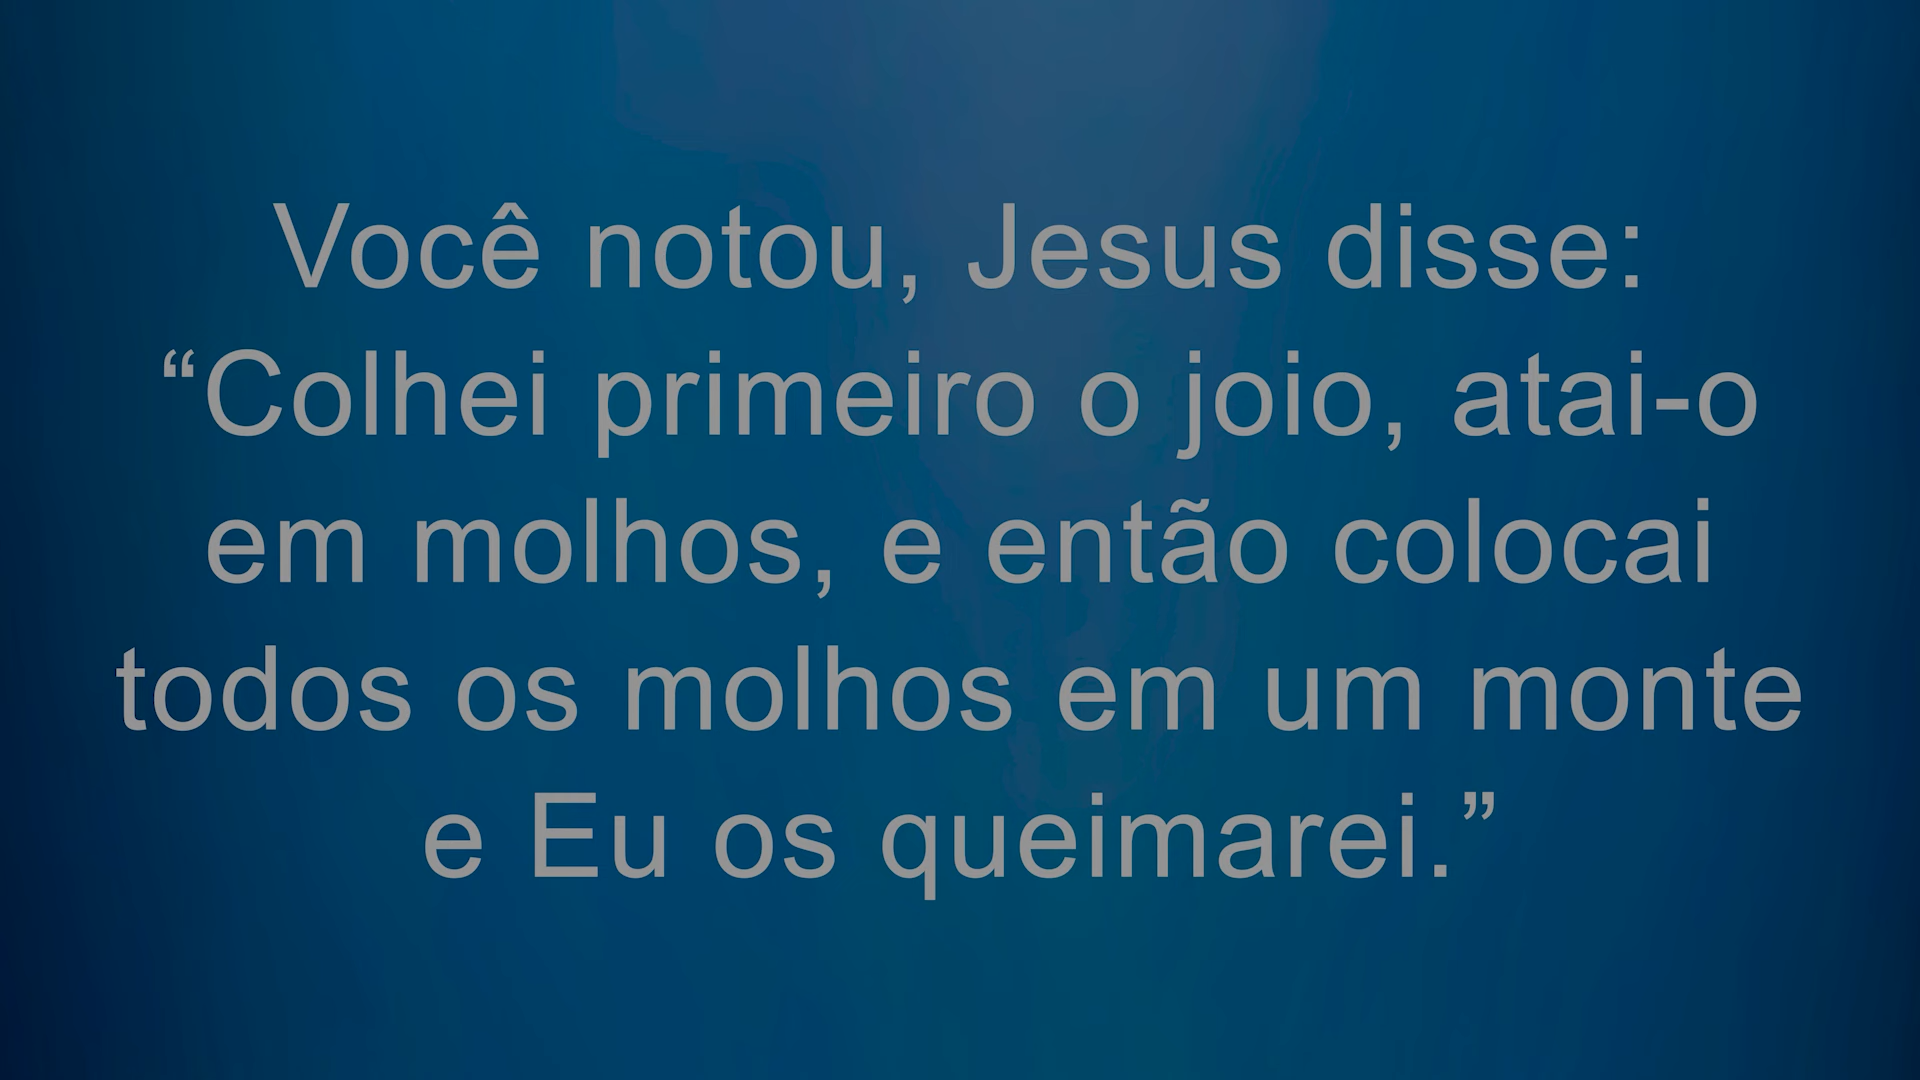 Você notou, Jesus disse:
“Colhei primeiro o joio, atai-o
em molhos, e então colocai
todos os molhos em um monte
e Eu os queimarei.”